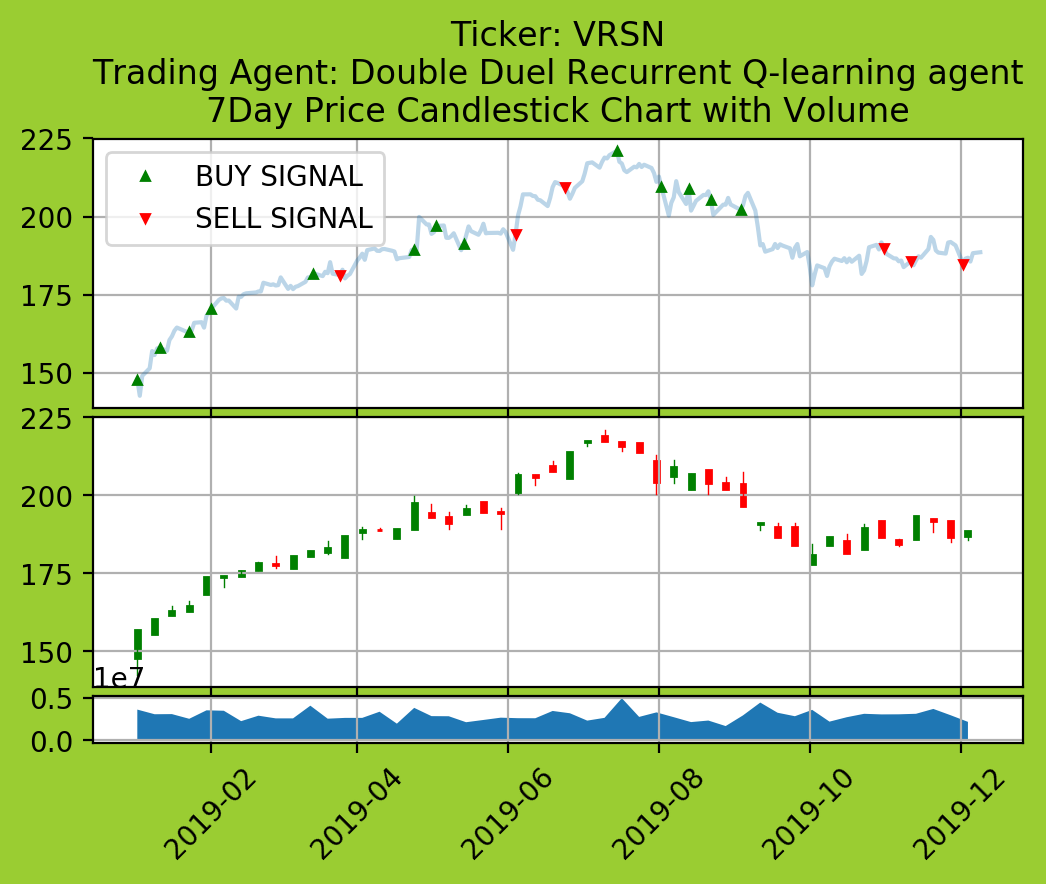 Ticker: VRSN
Trading Agent: Double Duel Recurrent Q-learning agent
7Day Price Candlestick Chart with Volume
225
BUY SIGNAL
SELL SIGNAL
200
175
150
225
200
175
150
1e7
0.5
0.0
2019-02
2019-04
2019-06
2019-08
2019-10
2019-12